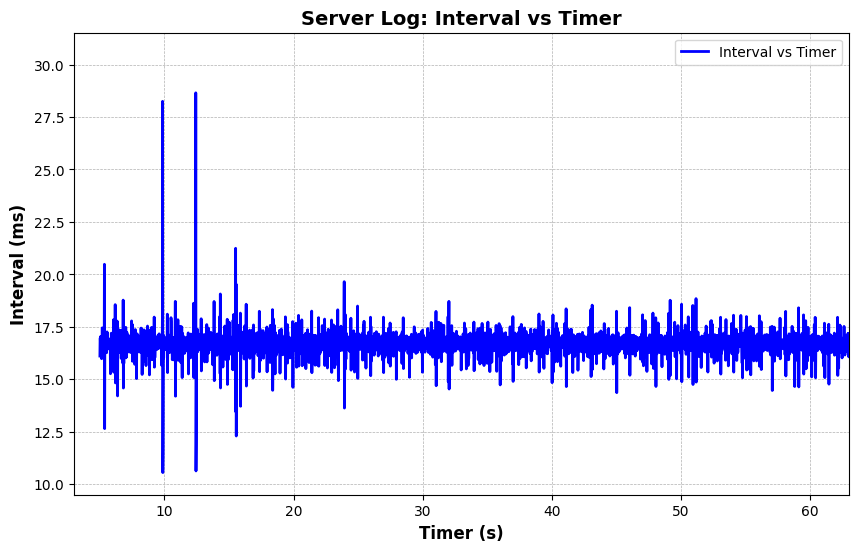 Server Log: Interval vs Timer
Interval vs Timer
30.0
27.5
25.0
22.5
20.0
17.5
15.0
12.5
10.0
Interval (ms)
10 20 30 40 50 60
Timer (s)